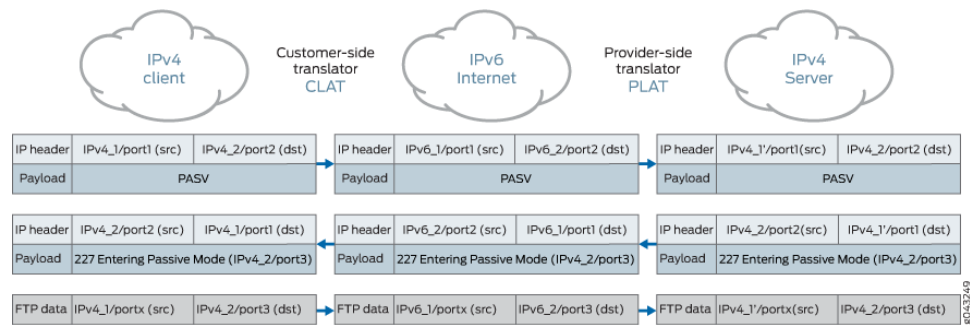 IPv4
client
Customer-side
translator
CLAT
IPv6
Internet
Provider-side
translator
PLAT
IPv4
Server
IP header IPv4_1/port1 (src) IPv4_2/port2 (dst) IP header IPv6_1/port1 (src) IPv6_2/port2 (dst) IP header IPv4_1'/port1(src) IPv4_2/port2 (dst)
Payload PASV Payload PASV Payload PASV
IP header IPv4_2/port2 (src) IPv4_1/port1 (dst) IP header IPv6_2/port2 (src) IPv6_1/port1 (dst) IP header IPv4_2/port2(src) IPv4_1'/port1 (dst)
Payload 227 Entering Passive Mode (IPv4_2/port3) Payload 227 Entering Passive Mode (IPv4_2/port3) Payload 227 Entering Passive Mode (IPv4_2/port3)
FTP data IPv4_1/portx (src) IPv4_2/port3 (dst) FTP data IPv6_1/portx (src) IPv6_2/port3 (dst) FTP data IPv4_1'/portx(src) IPv4_2/port3 (dst)
g043249